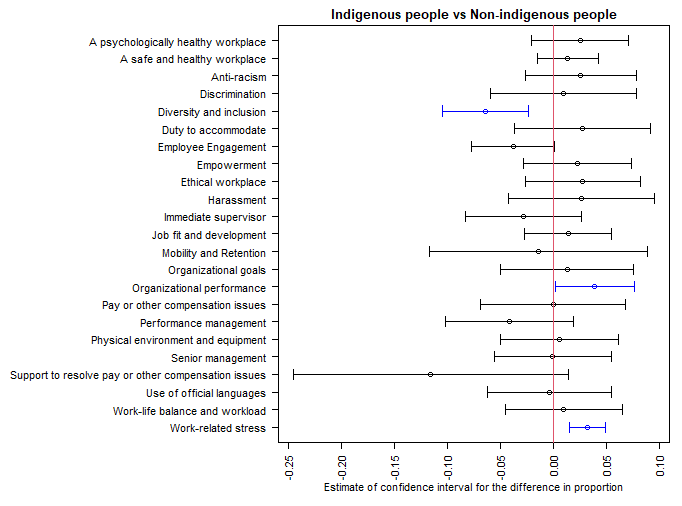 Indigenous people vs Non-indigenous people
A psychologically healthy workplace
A safe and healthy workplace
Anti-racism
Discrimination
Diversity and inclusion
Duty to accommodate
Employee Engagement
Empowerment
Ethical workplace
Harassment
Immediate supervisor
Job fit and development
Mobility and Retention
Organizational goals
Organizational performance
Pay or other compensation issues
Performance management
Physical environment and equipment
Senior management
Support to resolve pay or other compensation issues
Use of official languages
Work-life balance and workload
Work-related stress
-0.25 -0.20 -0.15 -0.10 -0.05 0.00 0.05 0.10
Estimate of confidence interval for the difference in proportion